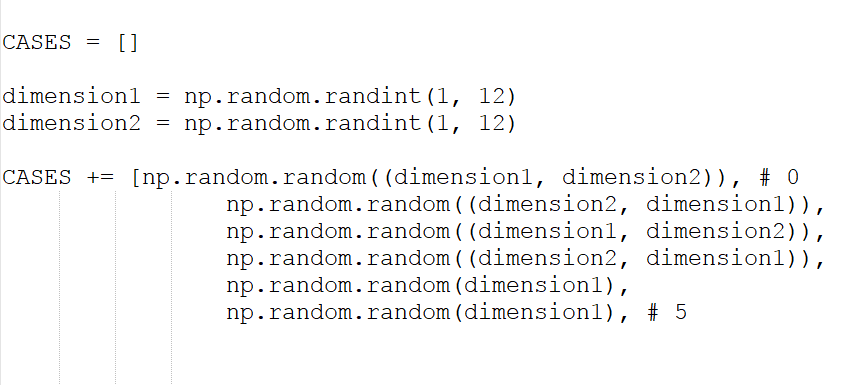 CASES = []
dimension1 = np.random.randint(1, 12)
dimension2 = np.random.randint(1, 12)
CASES += [np.random.random((dimension1, dimension2)), # 0
np.random.random((dimension2, dimension1)),
np.random.random((dimension1, dimension2)),
np.random.random((dimension2, dimension1)),
np.random.random(dimension1),
np.random.random(dimension1), # 5